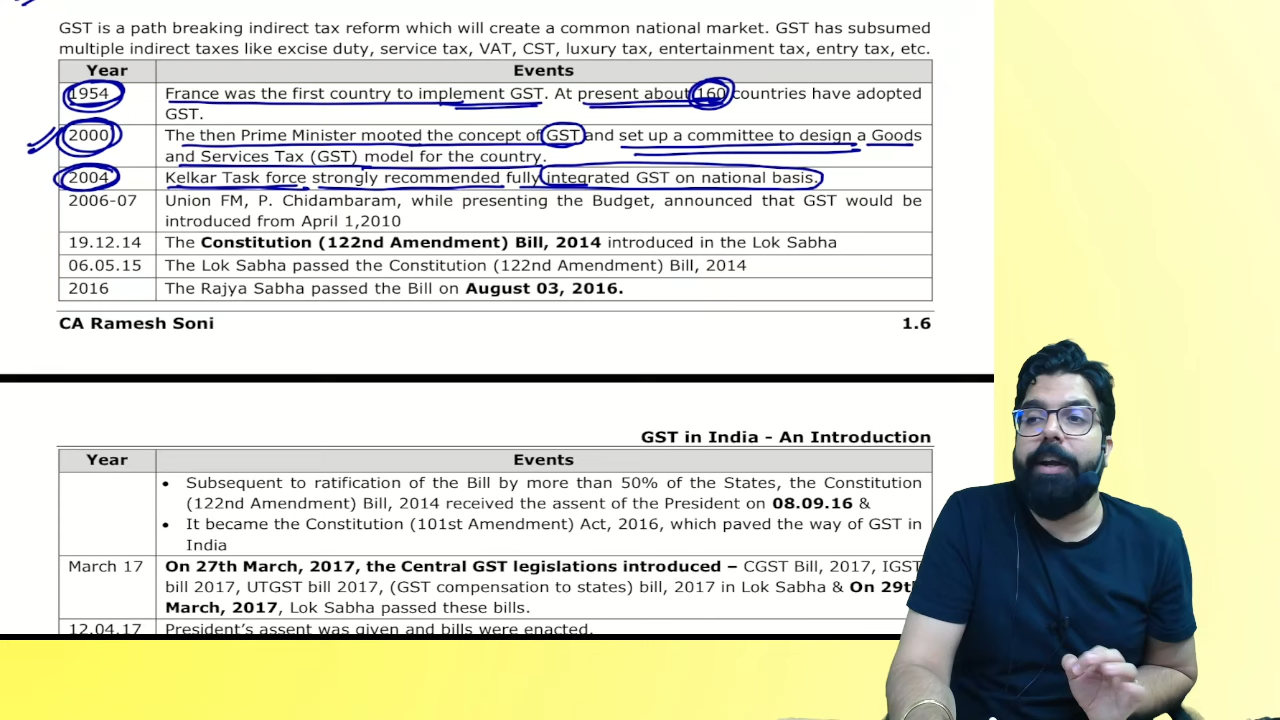 GST is a path breaking indirect tax reform which will create a common national market. GST has subsumed
multiple indirect taxes like excise duty, service tax, VAT, CST, luxury tax, entertainment tax, entry tax, etc.
Year Events
1954 France was the first country to implement GST. At present about 160 countries have adopted
GST.
2000 The then Prime Minister mooted the concept of GST and set up a committee to design a Goods
and Services Tax (GST) model for the country.
2004 Kelkar Task force strongly recommended fully integrated GST on national basis.
2006-07 Union FM, P. Chidambaram, while presenting the Budget, announced that GST would be
introduced from April 1,2010
19.12.14 The Constitution (122nd Amendment) Bill, 2014 introduced in the Lok Sabha
06.05.15 The Lok Sabha passed the Constitution (122nd Amendment) Bill, 2014
2016 The Rajya Sabha passed the Bill on August 03, 2016.
CA Ramesh Soni 1.6
GST in India - An Introduction
Year Events
• Subsequent to ratification of the Bill by more than 50% of the States, the Constitution
(122nd Amendment) Bill, 2014 received the assent of the President on 08.09.16 &
• It became the Constitution (101st Amendment) Act, 2016, which paved the way of GST in
India
March 17 On 27th March, 2017, the Central GST legislations introduced – CGST Bill, 2017, IGST
bill 2017, UTGST bill 2017, (GST compensation to states) bill, 2017 in Lok Sabha & On 29th
March, 2017, Lok Sabha passed these bills.
12.04.17 President's assent was given and bills were enacted.